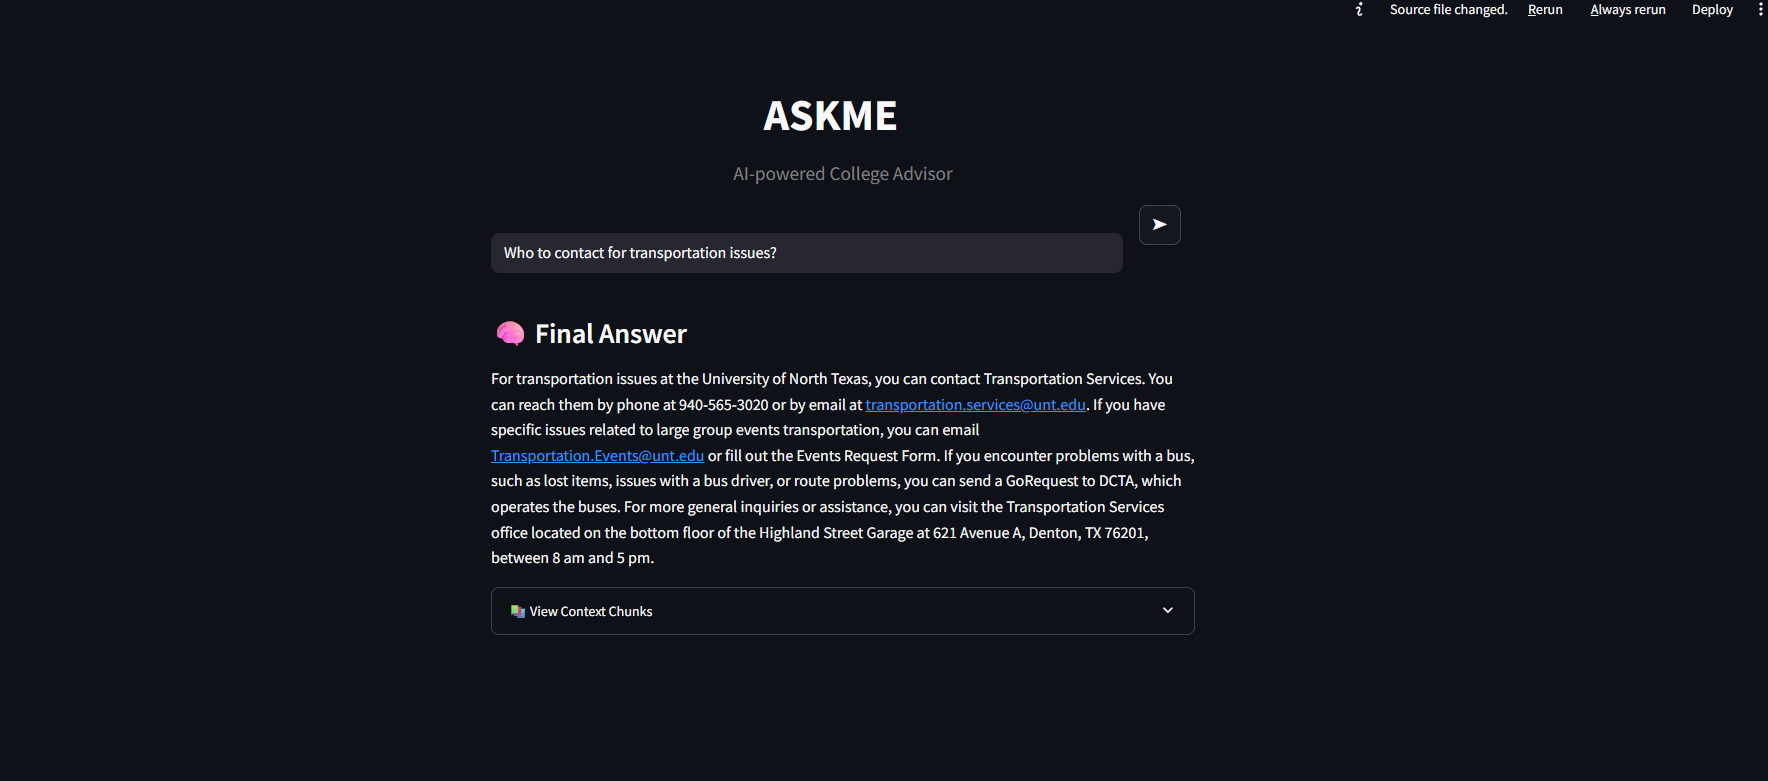 Source file changed. Rerun Always rerun Deploy
ASKME
AI-powered College Advisor
Who to contact for transportation issues?
Final Answer
For transportation issues at the University of North Texas, you can contact Transportation Services. You
can reach them by phone at 940-565-3020 or by email at transportation.services@unt.edu. If you have
specific issues related to large group events transportation, you can email
Transportation.Events@unt.edu or fill out the Events Request Form. If you encounter problems with a bus,
such as lost items, issues with a bus driver, or route problems, you can send a GoRequest to DCTA, which
operates the buses. For more general inquiries or assistance, you can visit the Transportation Services
office located on the bottom floor of the Highland Street Garage at 621 Avenue A, Denton, TX 76201,
between 8 am and 5 pm.
View Context Chunks